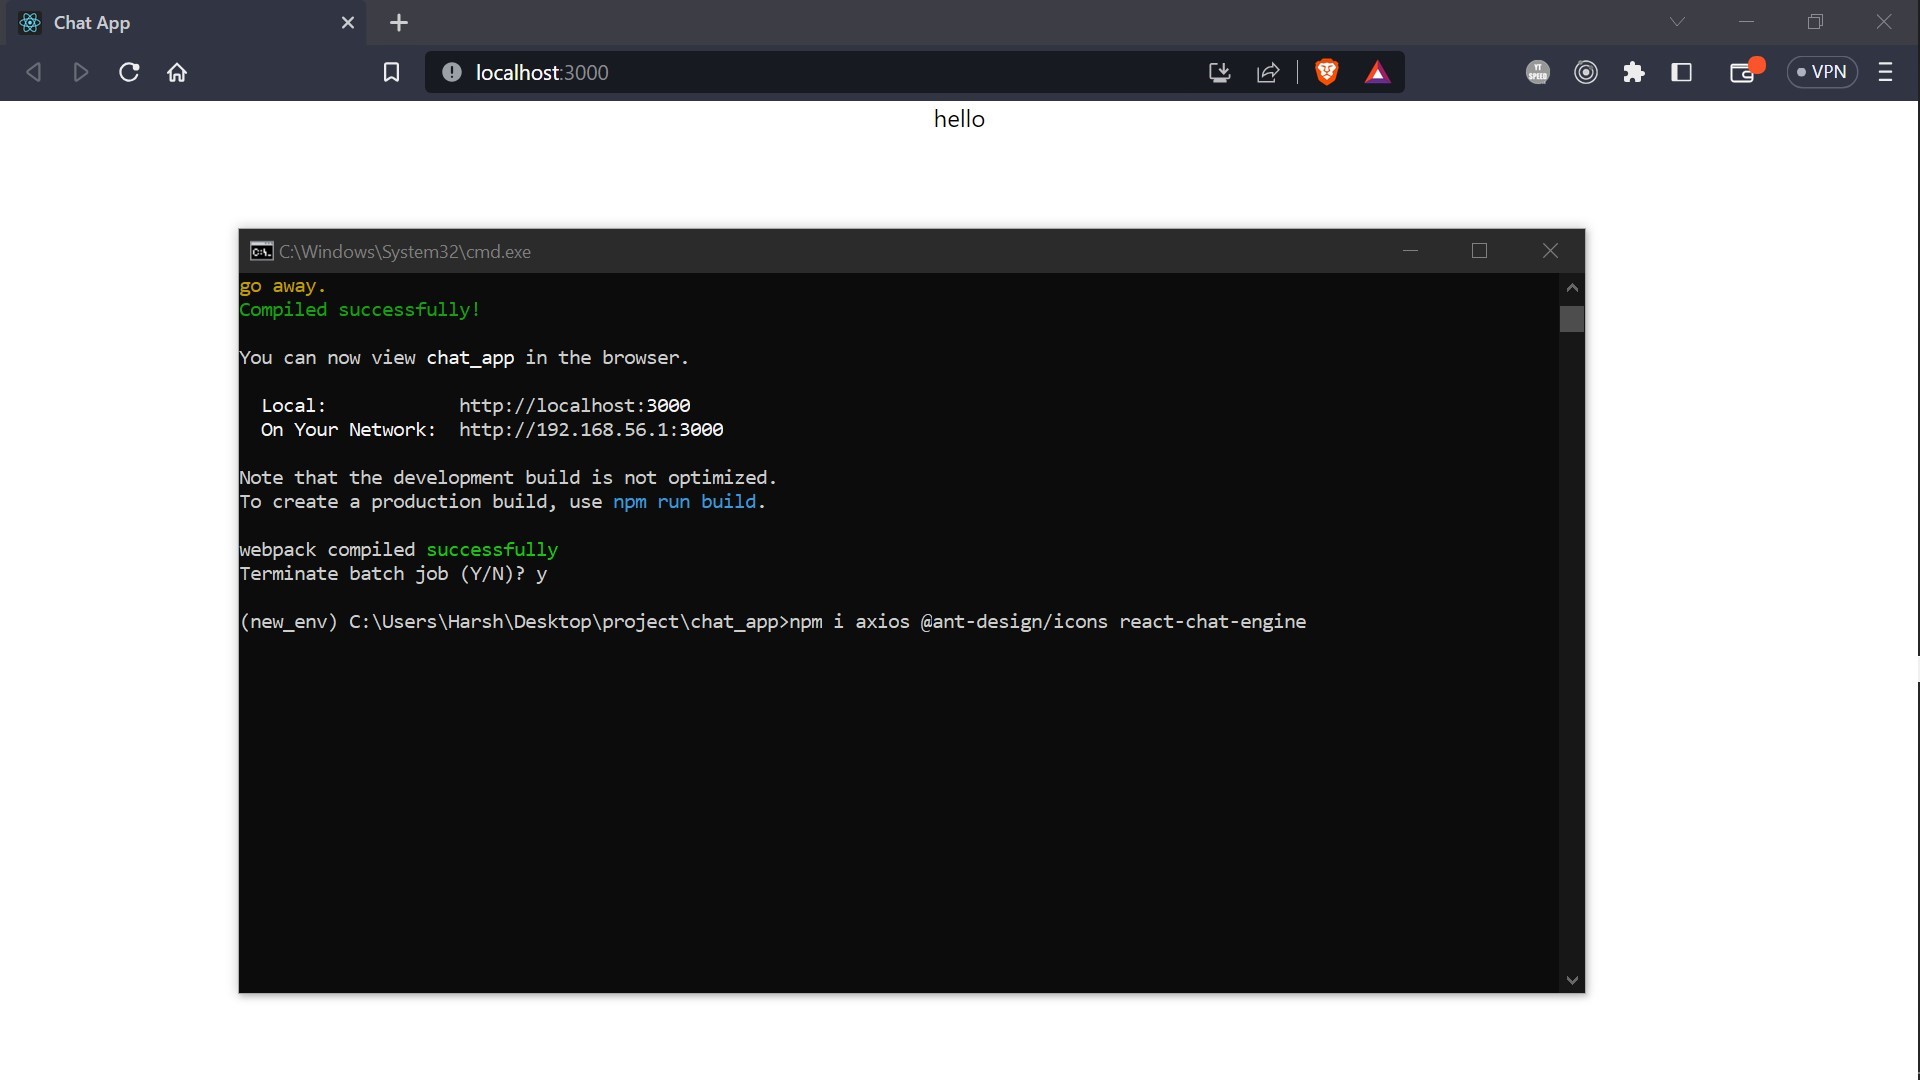 Chat App
localhost:3000
YT SPEED
VPN
hello
C:\Windows\System32\cmd.exe
go away.
Compiled successfully!
You can now view chat_app in the browser.
Local: http://localhost:3000
On Your Network: http://192.168.56.1:3000
Note that the development build is not optimized.
To create a production build, use npm run build.
webpack compiled successfully
Terminate batch job (Y/N)? y
(new_env) C:\Users\Harsh\Desktop\project\chat_app>npm i axios @ant-design/icons react-chat-engine